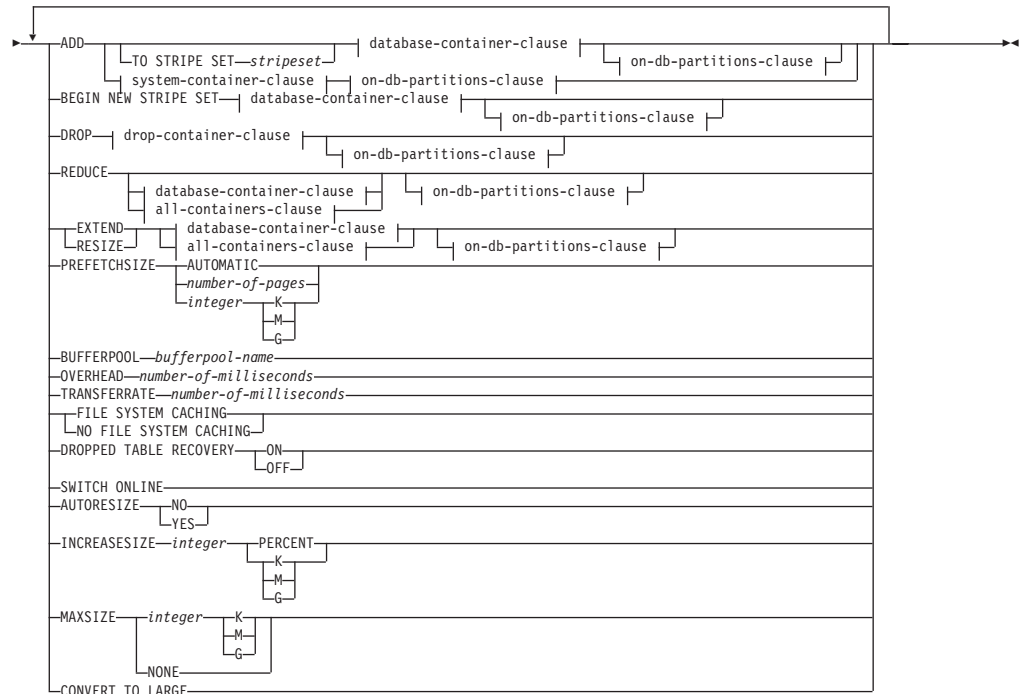 ADD database-container-clause
TO STRIPE SET stripeset on-db-partitions-clause
system-container-clause on-db-partitions-clause
BEGIN NEW STRIPE SET database-container-clause
on-db-partitions-clause
DROP drop-container-clause
on-db-partitions-clause
REDUCE
database-container-clause on-db-partitions-clause
all-containers-clause
EXTEND database-container-clause
RESIZE all-containers-clause on-db-partitions-clause
PREFETCHSIZE AUTOMATIC
number-of-pages
integer K
M
G
BUFFERPOOL bufferpool-name
OVERHEAD number-of-milliseconds
TRANSFERRATE number-of-milliseconds
FILE SYSTEM CACHING
NO FILE SYSTEM CACHING
DROPPED TABLE RECOVERY ON
OFF
SWITCH ONLINE
AUTORESIZE NO
YES
INCREASESIZE integer PERCENT
K
M
G
MAXSIZE integer K
M
G
NONE
CONVERT TO LARGE